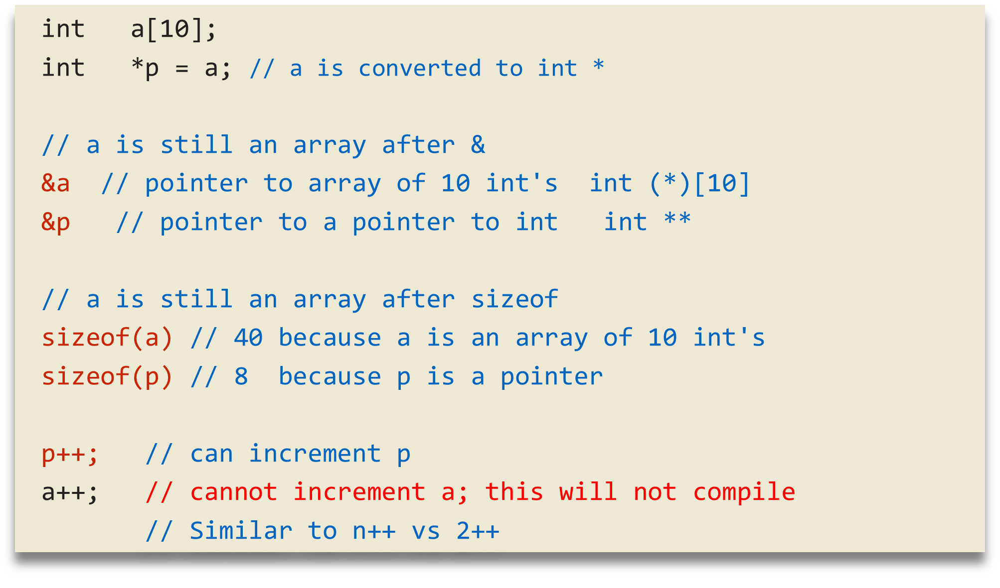 int   a[10];
int   *p = a; // a is converted to int *
// a is still an array after &
&a  // pointer to array of 10 int's  int (*)[10]
&p   // pointer to a pointer to int   int **
// a is still an array after sizeof
sizeof(a) // 40 because a is an array of 10 int's
sizeof(p) // 8  because p is a pointer
p++;   // can increment p
a++;   // cannot increment a; this will not compile
       // Similar to n++ vs 2++